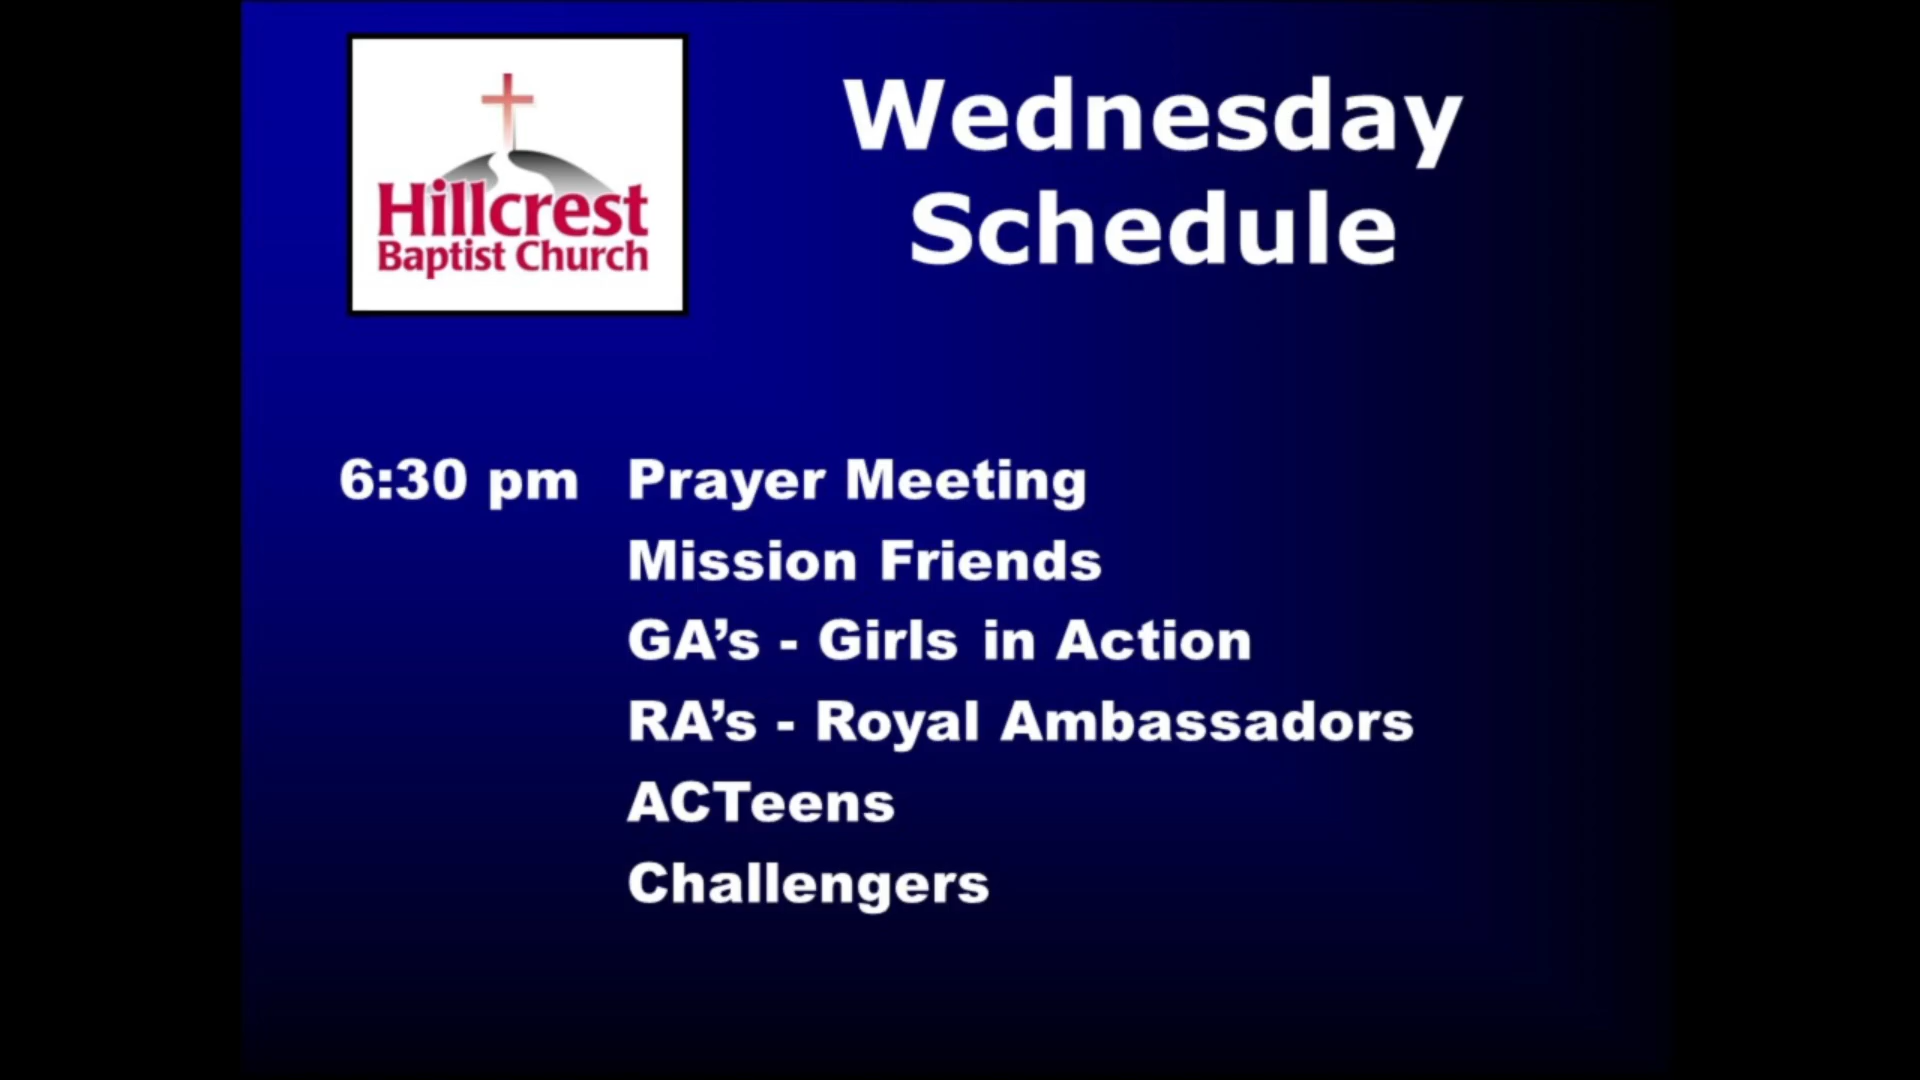 Hillcrest
Baptist Church
Wednesday
Schedule
6:30 pm Prayer Meeting
Mission Friends
GA’s - Girls in Action
RA’s - Royal Ambassadors
ACTeens
Challengers